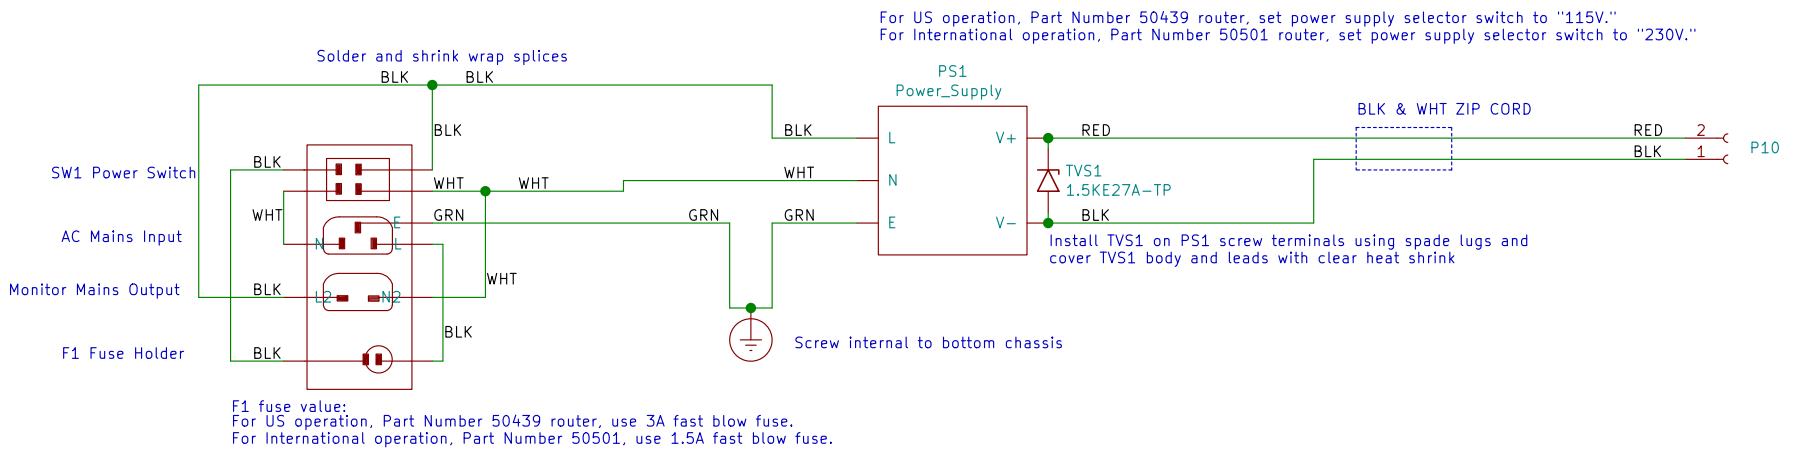 For US operation, Part Number 50439 router, set power supply selector switch to "115V."
For International operation, Part Number 50501 router, set power supply selector switch to "230V."
Solder and shrink wrap splices
BLK
BLK
PS1
Power_Supply
BLK & WHT ZIP CORD
BLK
BLK
L
V+
RED
RED
2
BLK
1
P10
BLK
SW1 Power Switch
WHT
WHT
WHT
N
TVS1
1.5KE27A-TP
WHT
E
GRN
GRN
GRN
E
V-
BLK
AC Mains Input
N
L
Install TVS1 on PS1 screw terminals using spade lugs and
cover TVS1 body and leads with clear heat shrink
WHT
Monitor Mains Output
BLK
L2
N2
BLK
Screw internal to bottom chassis
F1 Fuse Holder
BLK
F1 fuse value:
For US operation, Part Number 50439 router, use 3A fast blow fuse.
For International operation, Part Number 50501, use 1.5A fast blow fuse.